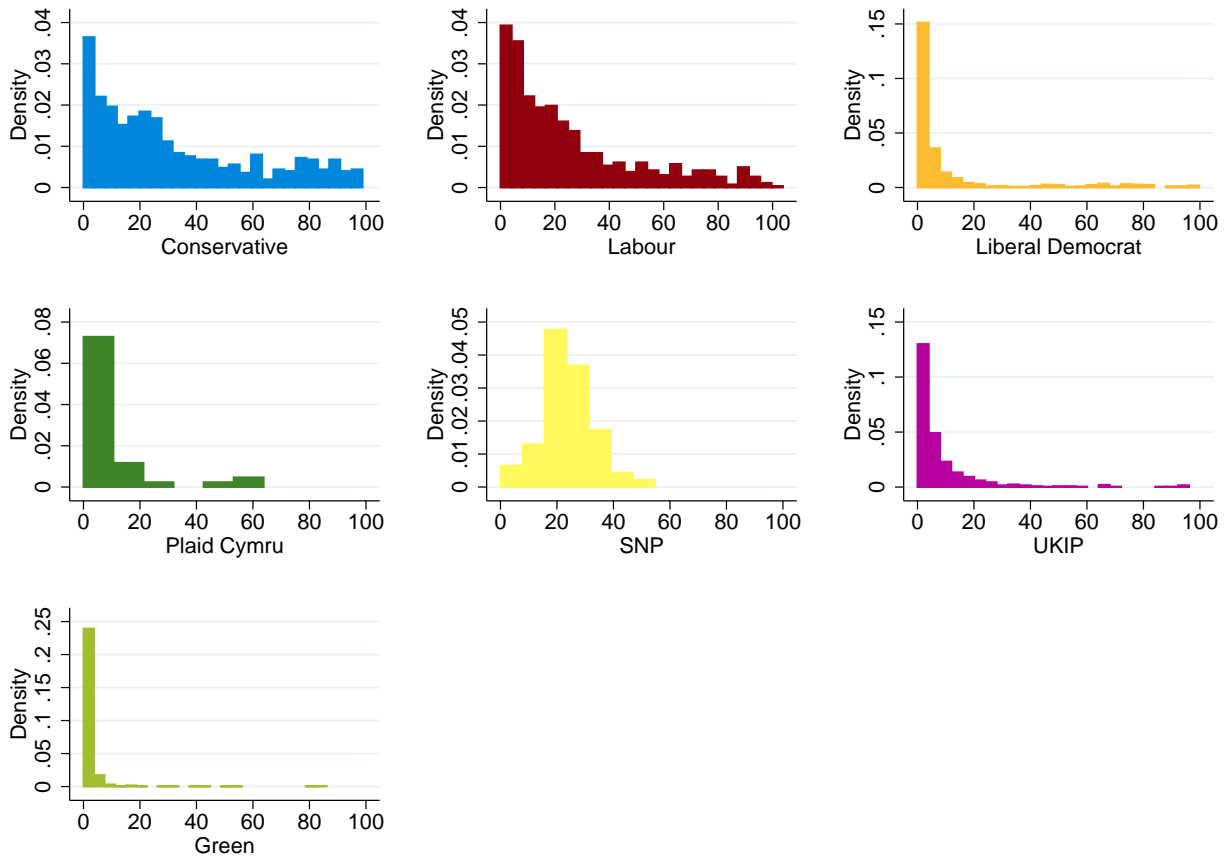 Density
0 .01 .02 .03 .04
0 20 40 60 80 100
Conservative
Density
0 .01 .02 .03 .04
0 20 40 60 80 100
Labour
Density
0 .05 .1 .15
0 20 40 60 80 100
Liberal Democrat
Density
0 .02 .04 .06 .08
0 20 40 60 80 100
Plaid Cymru
Density
0 .01 .02 .03 .04 .05
0 20 40 60 80 100
SNP
Density
0 .05 .1 .15
0 20 40 60 80 100
UKIP
Density
0 .05 .1 .15 .2 .25
0 20 40 60 80 100
Green